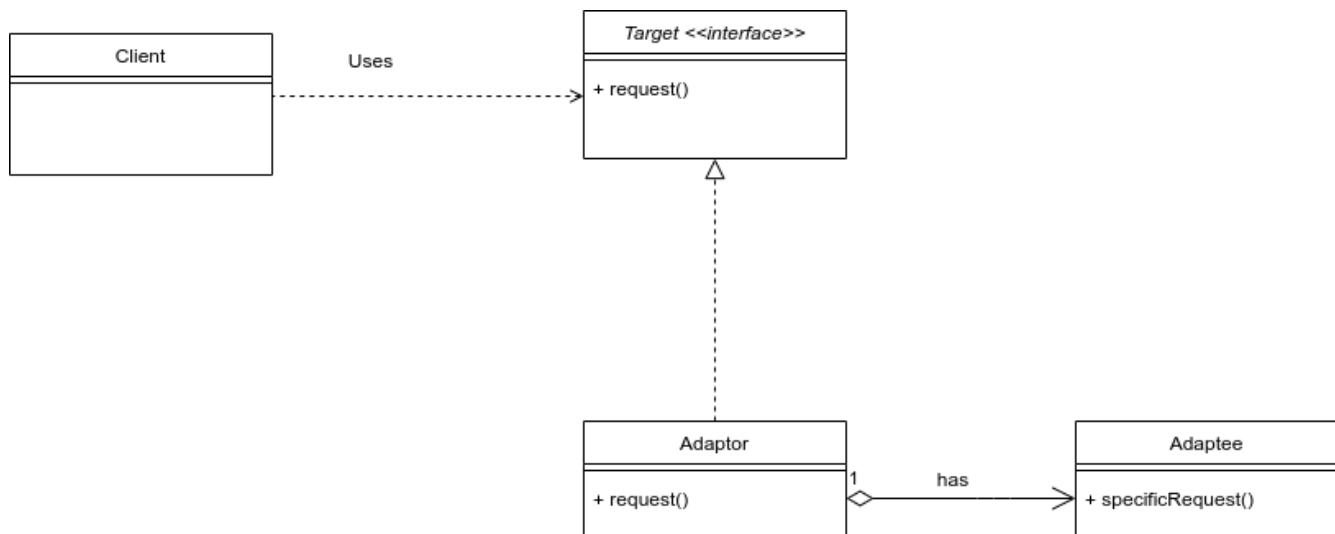 Client
Uses
Target <<interface>>
+ request()
Adaptor
+ request()
1
has
Adaptee
+ specificRequest()